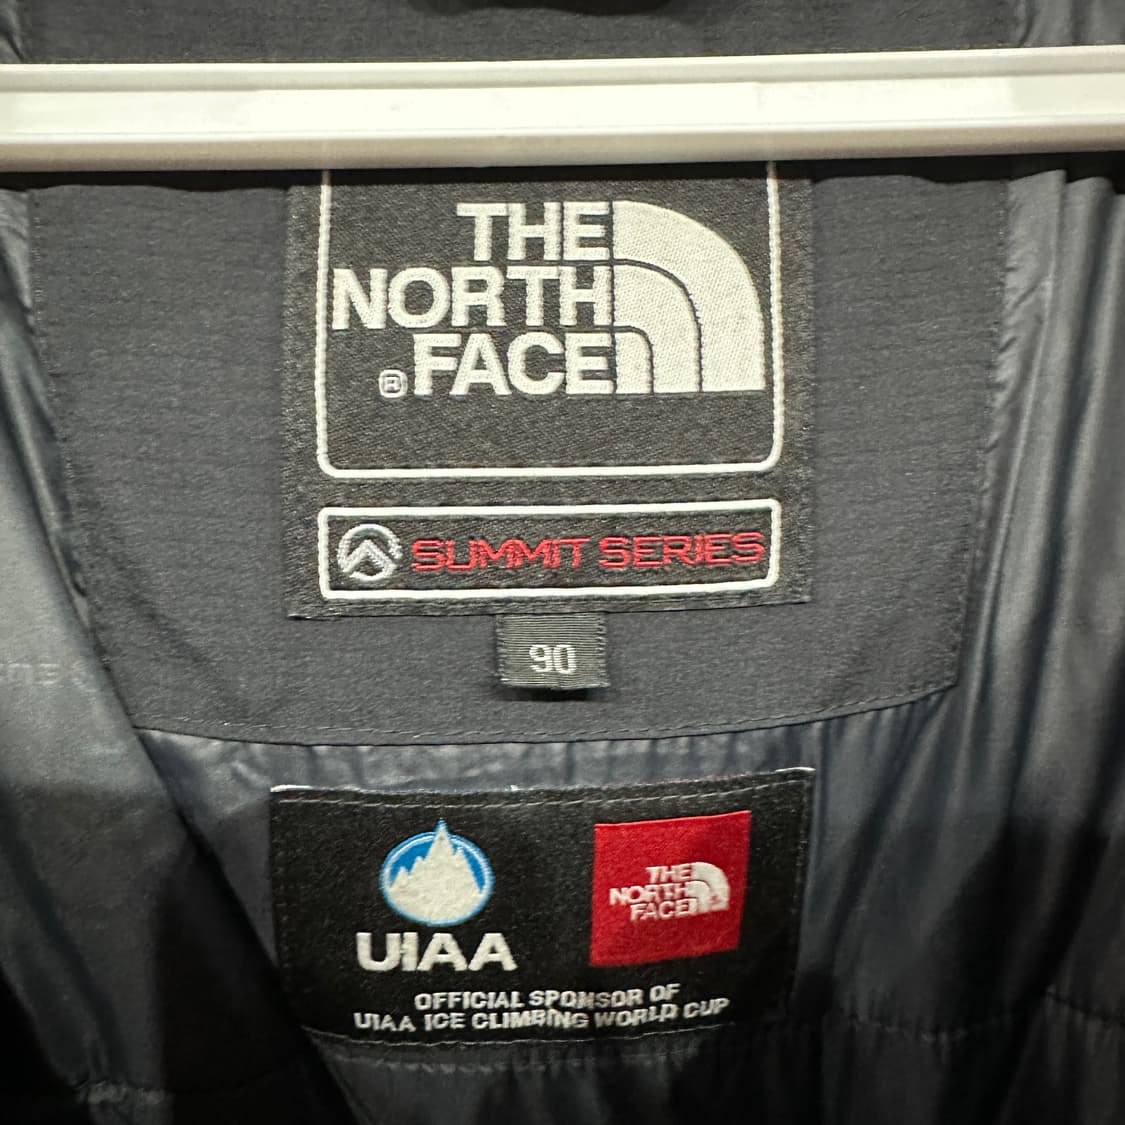 THE
NORTH
® FACE
SUMMIT SERIES
90
UIAA
THE
NORTH
FACE
OFFICIAL SPONSOR OF
UIAA ICE CLIMBING WORLD CUP